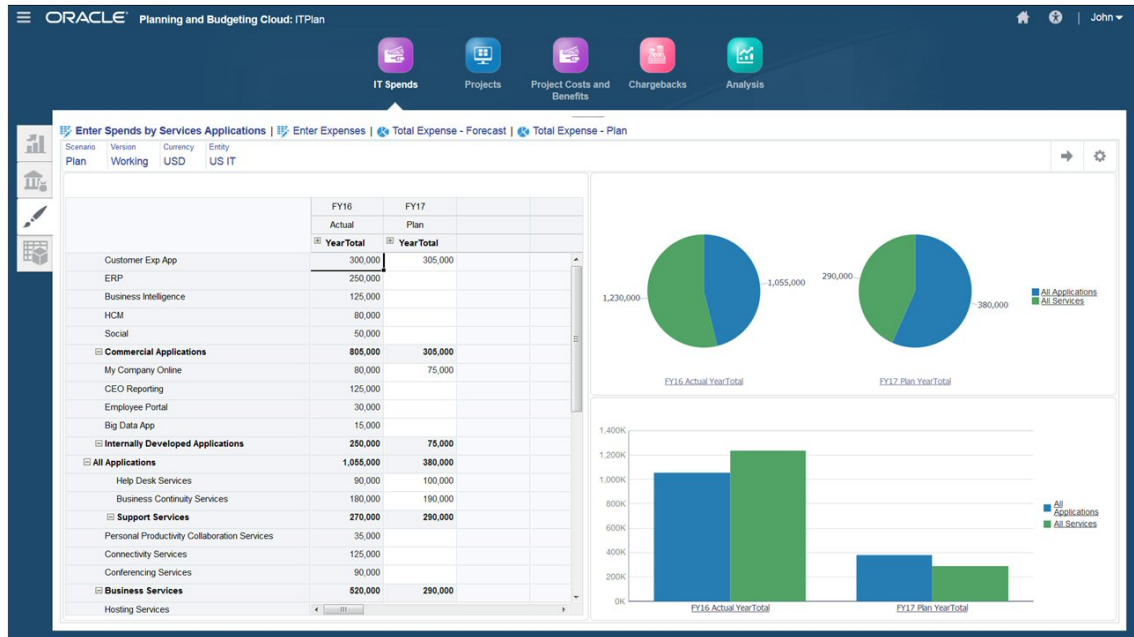 ORACLE Planning and Budgeting Cloud: ITPlan
John
IT Spends
Projects
Project Costs and
Benefits
Chargebacks
Analysis
Enter Spends by Services Applications | Enter Expenses | Total Expense - Forecast | Total Expense - Plan
Scenario Version Currency Entity
Plan Working USD US IT
FY16 FY17
Actual Plan
YearTotal YearTotal
Customer Exp App 300,000 305,000
ERP 250,000
Business Intelligence 125,000
HCM 80,000
Social 50,000
Commercial Applications 805,000 305,000
My Company Online 80,000 75,000
CEO Reporting 125,000
Employee Portal 30,000
Big Data App 15,000
Internally Developed Applications 250,000 75,000
All Applications 1,055,000 380,000
Help Desk Services 90,000 100,000
Business Continuity Services 180,000 190,000
Support Services 270,000 290,000
Personal Productivity Collaboration Services 35,000
Connectivity Services 125,000
Conferencing Services 90,000
Business Services 520,000 290,000
Hosting Services
1,230,000
1,055,000
FY16 Actual YearTotal
290,000
380,000
FY17 Plan YearTotal
All Applications
All Services
1,400K
1,200K
1,000K
800K
600K
400K
200K
0K
FY16 Actual YearTotal
FY17 Plan YearTotal
All
Applications
All Services